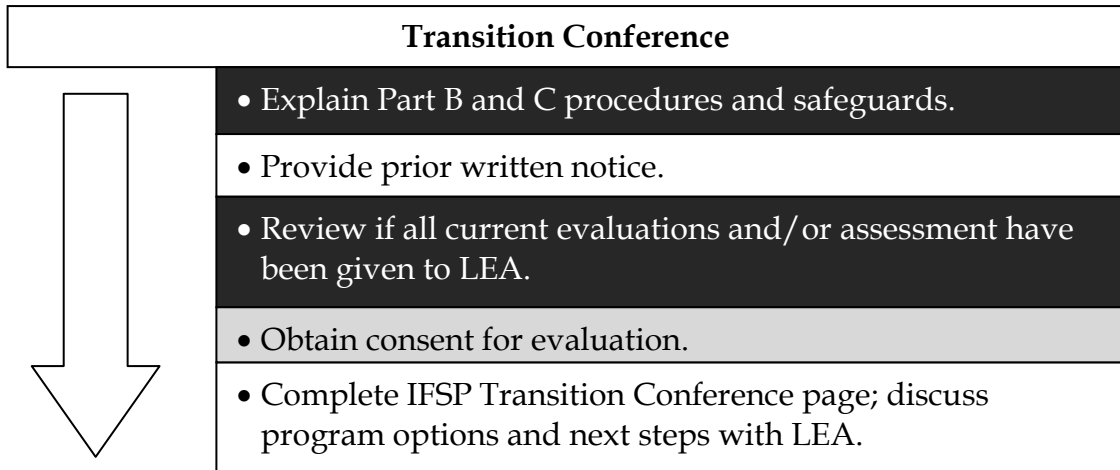 Transition Conference
• Explain Part B and C procedures and safeguards.
• Provide prior written notice.
• Review if all current evaluations and/or assessment have
been given to LEA.
• Obtain consent for evaluation.
• Complete IFSP Transition Conference page; discuss
program options and next steps with LEA.